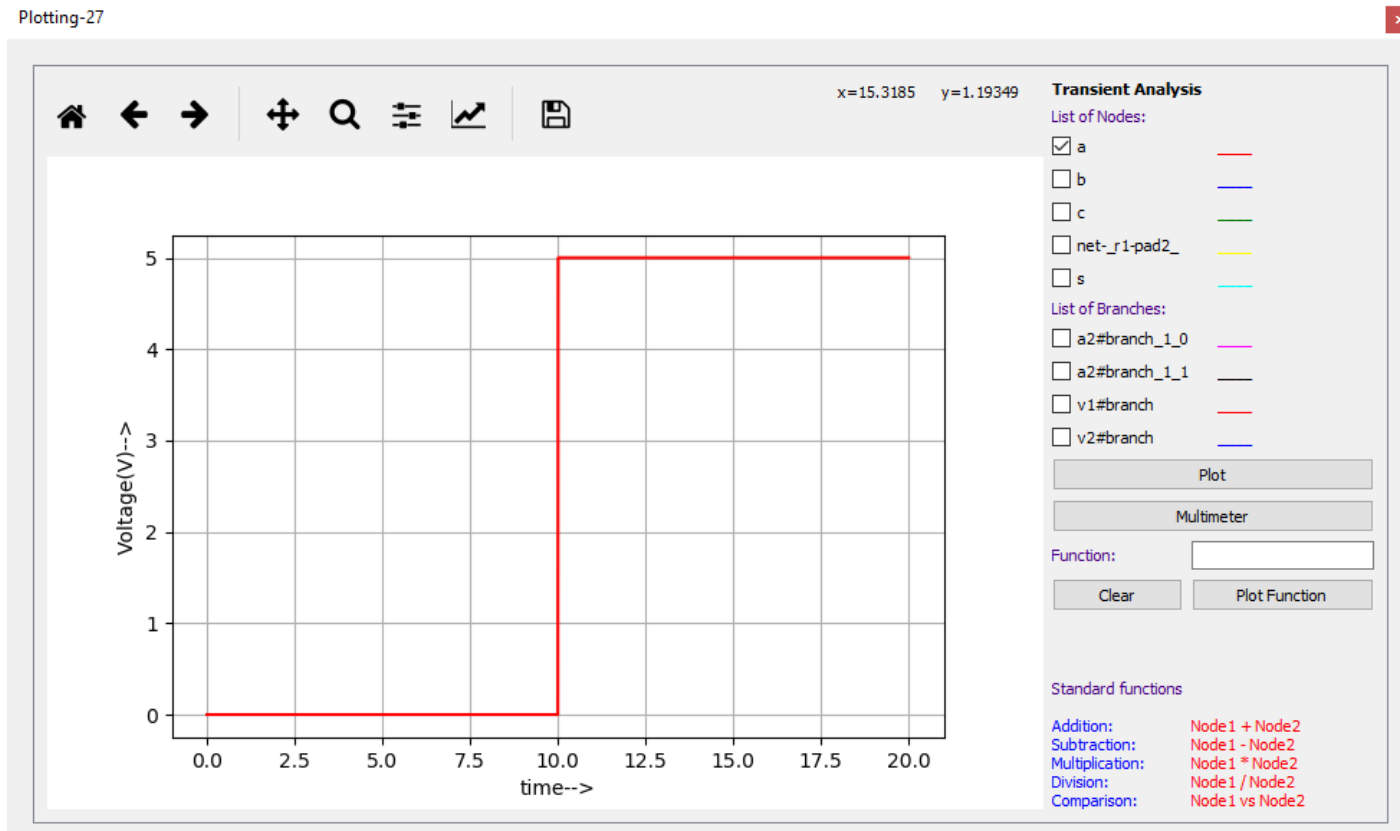 Plotting-27
x=15.3185 y=1.19349
Transient Analysis
List of Nodes:
a
b
c
net-_r1-pad2_
s
List of Branches:
a2#branch_1_0
a2#branch_1_1
v1#branch
v2#branch
Plot
Multimeter
Function:
Clear Plot Function
Standard functions
Addition: Node1 + Node2
Subtraction: Node1 - Node2
Multiplication: Node1 * Node2
Division: Node1 / Node2
Comparison: Node1 vs Node2
Voltage(V)-->
5
4
3
2
1
0
0.0 2.5 5.0 7.5 10.0 12.5 15.0 17.5 20.0
time-->